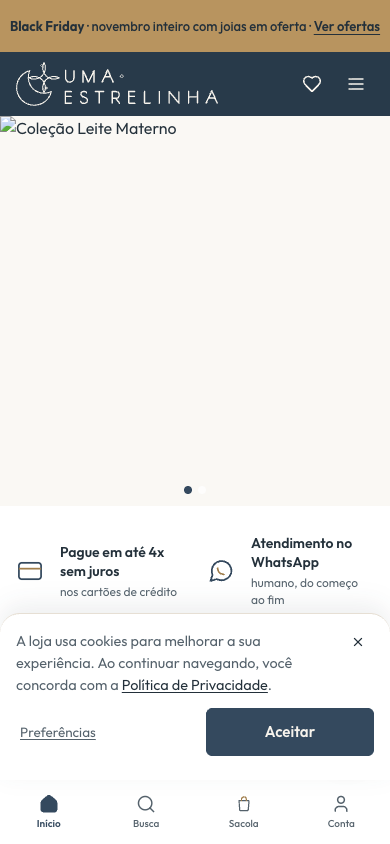 Black Friday · novembro inteiro com joias em oferta · Ver ofertas
UMA
ESTRELINHA
Coleção Leite Materno
Pague em até 4x
sem juros
nos cartões de crédito
Atendimento no
WhatsApp
humano, do começo
ao fim
A loja usa cookies para melhorar a sua
experiência. Ao continuar navegando, você
concorda com a Política de Privacidade.
Preferências
Aceitar
Início
Busca
Sacola
Conta